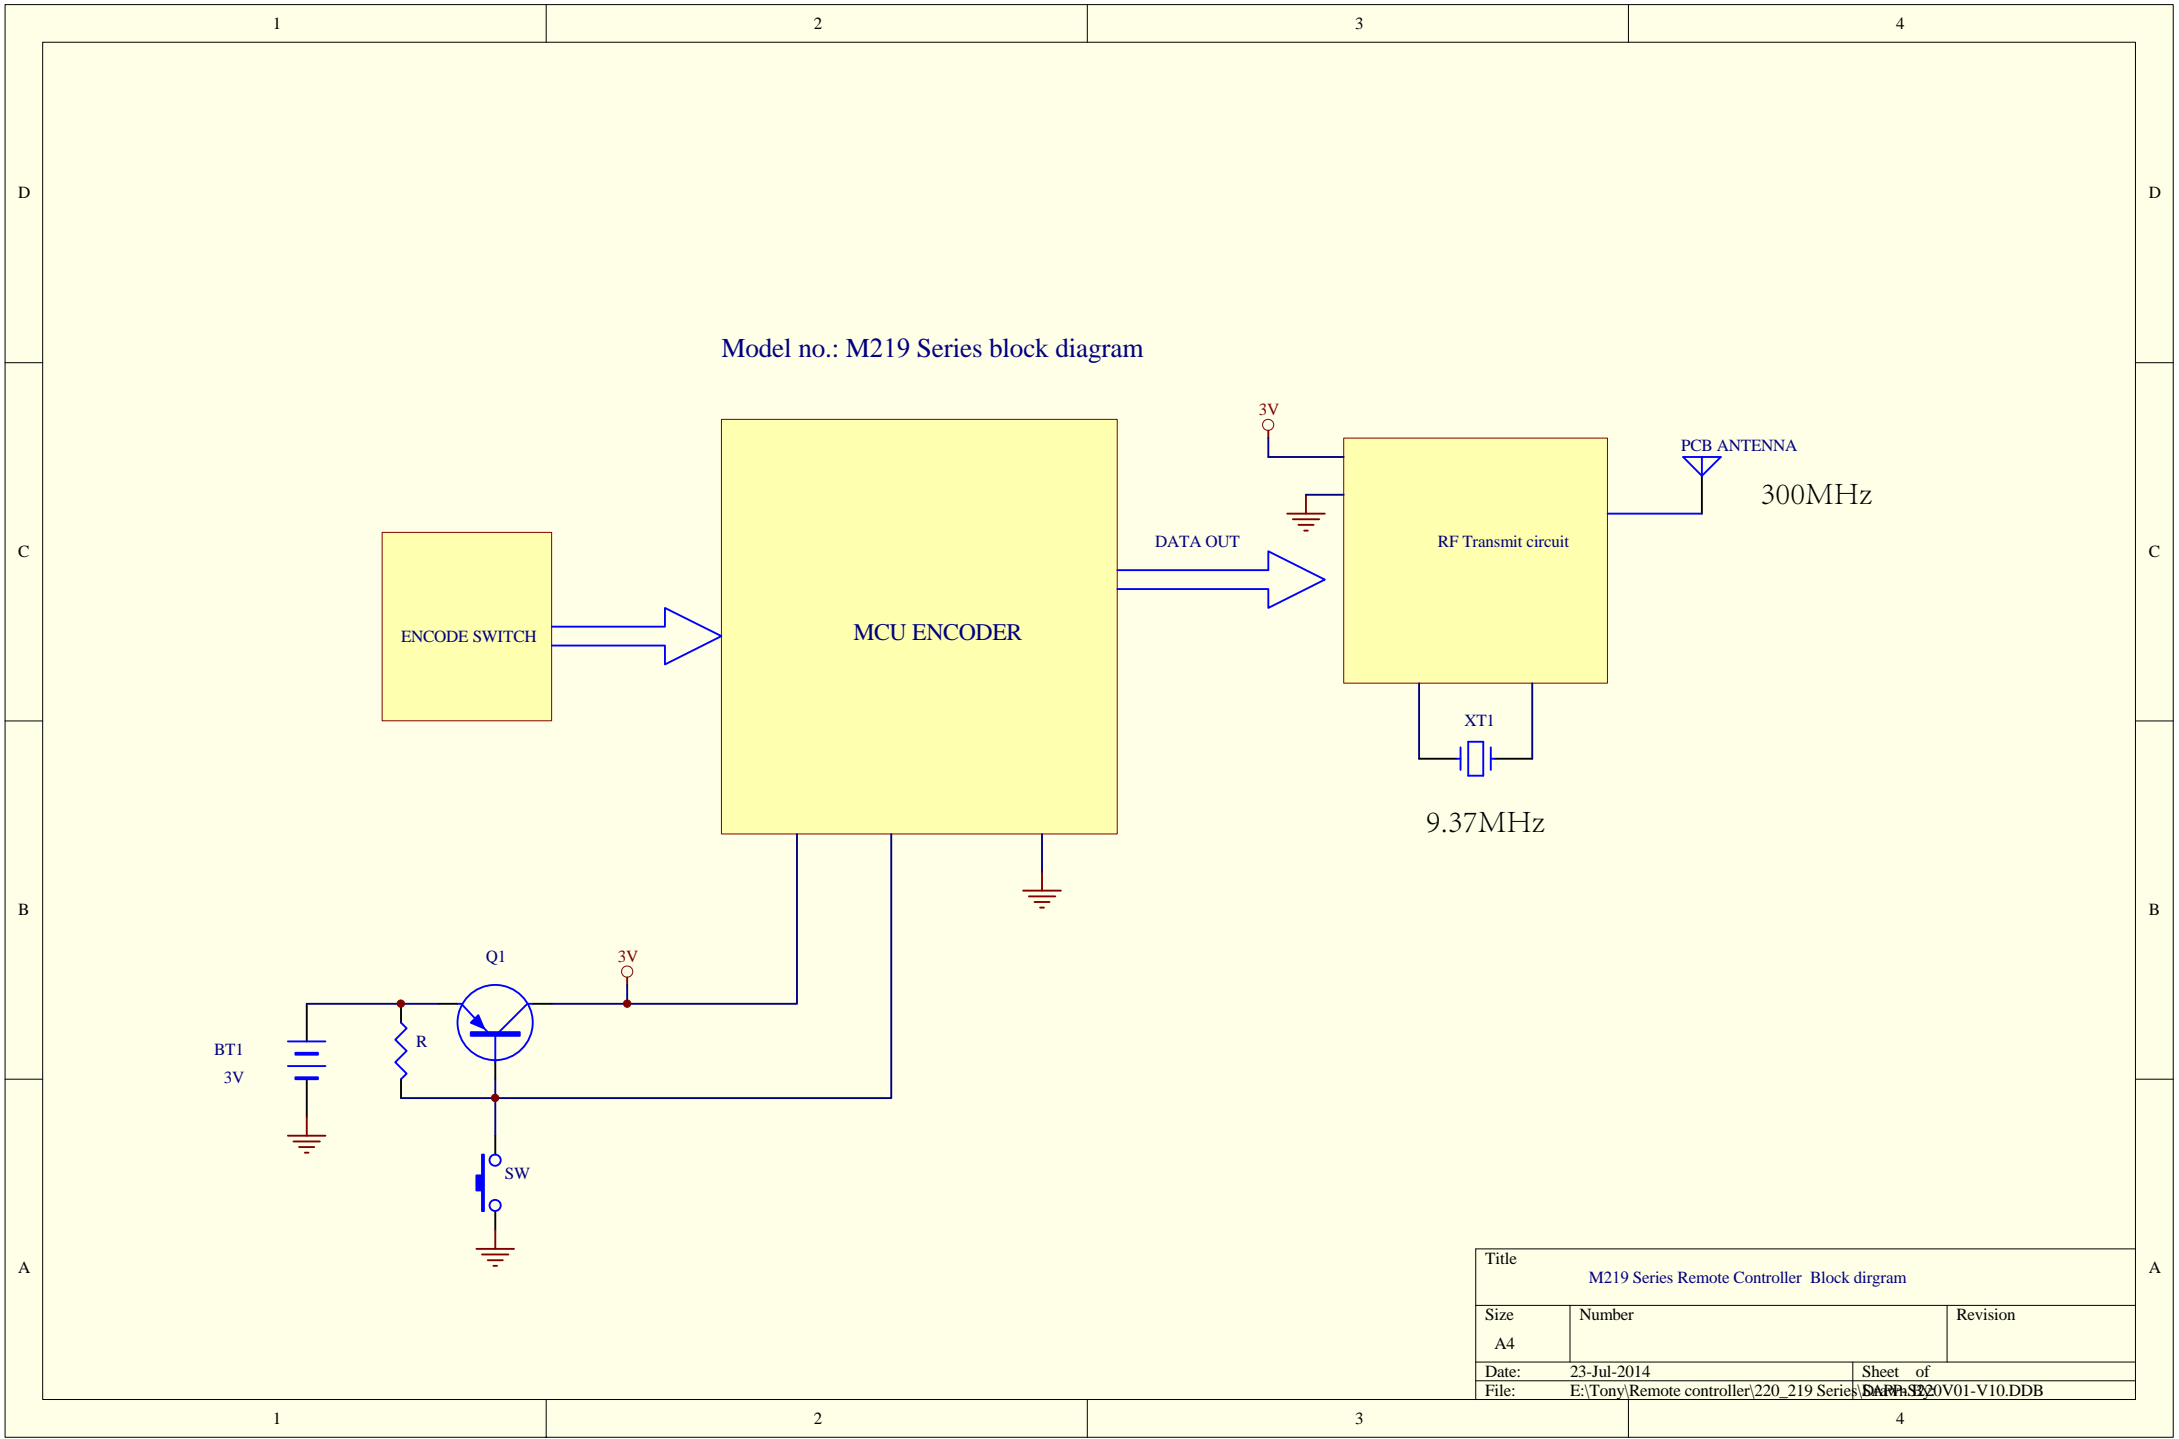 1 2 3 4
D D
Model no.: M219 Series block diagram
3V
PCB ANTENNA
300MHz
C C
DATA OUT
RF Transmit circuit
ENCODE SWITCH
MCU ENCODER
XT1
9.37MHz
B B
Q1
3V
R
BT1
3V
SW
A A
Title
M219 Series Remote Controller Block dirgram
Size Number Revision
A4
Date: 23-Jul-2014 Sheet of
File: E:\Tony\Remote controller\220_219 Series\
1 2 3 4